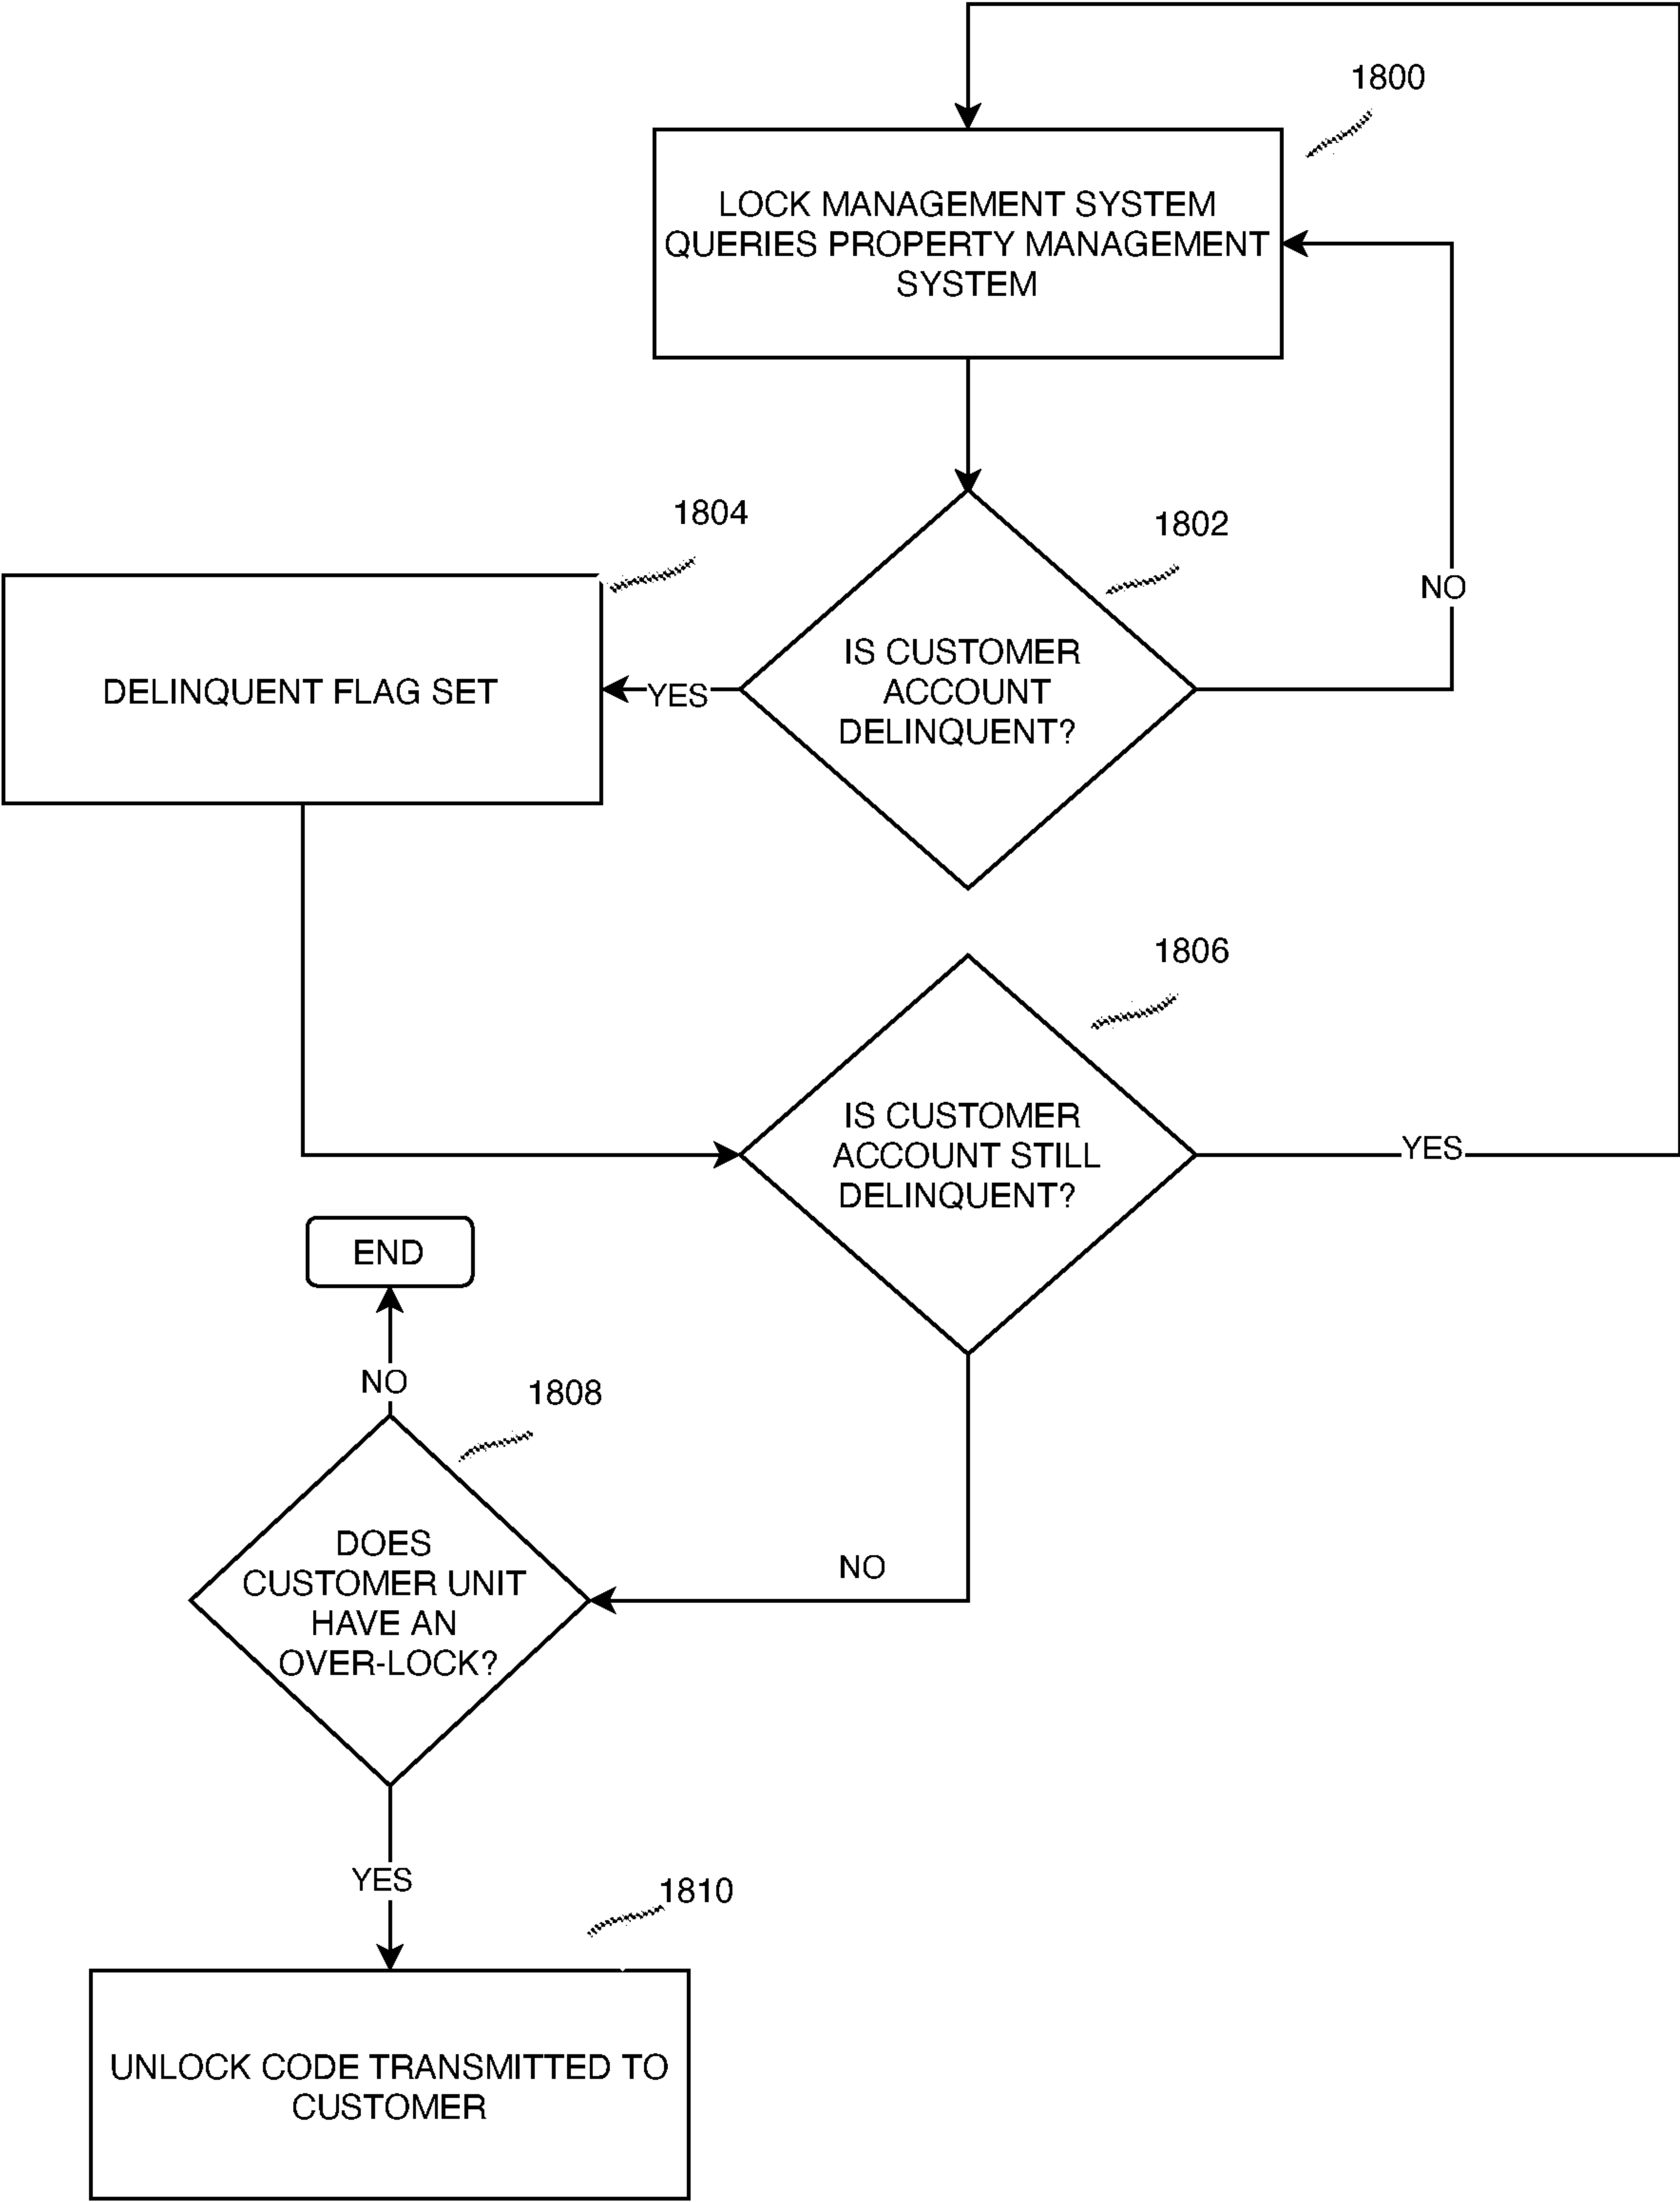 1800
LOCK MANAGEMENT SYSTEM
QUERIES PROPERTY MANAGEMENT
SYSTEM
1804
1802
NO
IS CUSTOMER
ACCOUNT
DELINQUENT?
YES
DELINQUENT FLAG SET
1806
IS CUSTOMER
ACCOUNT STILL
DELINQUENT?
YES
END
NO
1808
NO
DOES
CUSTOMER UNIT
HAVE AN
OVER-LOCK?
YES
1810
UNLOCK CODE TRANSMITTED TO
CUSTOMER